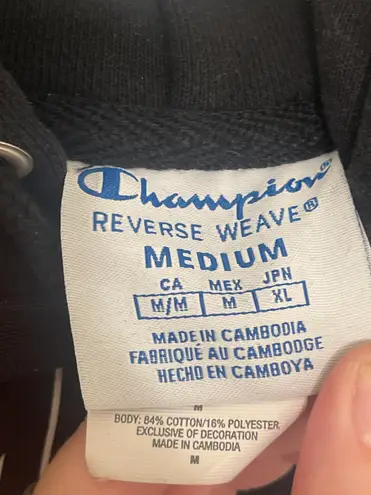 Champion®
REVERSE WEAVE®
MEDIUM
CA MEX JPN
M/M M XL
MADE IN CAMBODIA
FABRIQUÉ AU CAMBODGE
HECHO EN CAMBOYA
M
BODY: 84% COTTON/16% POLYESTER
EXCLUSIVE OF DECORATION
MADE IN CAMBODIA
M